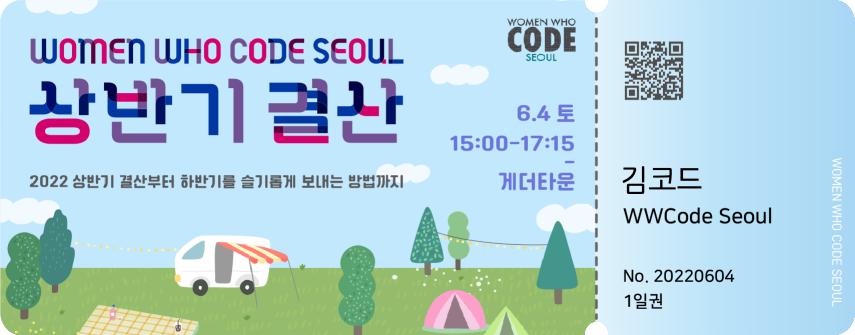 WOMEN WHO CODE SEOUL
상반기 결산
2022 상반기 결산부터 하반기를 슬기롭게 보내는 방법까지
WOMEN WHO
CODE
SEOUL
6.4 토
15:00-17:15
–
게더타운
김코드
WWCode Seoul
No. 20220604
1일권
WOMEN WHO CODE SEOUL